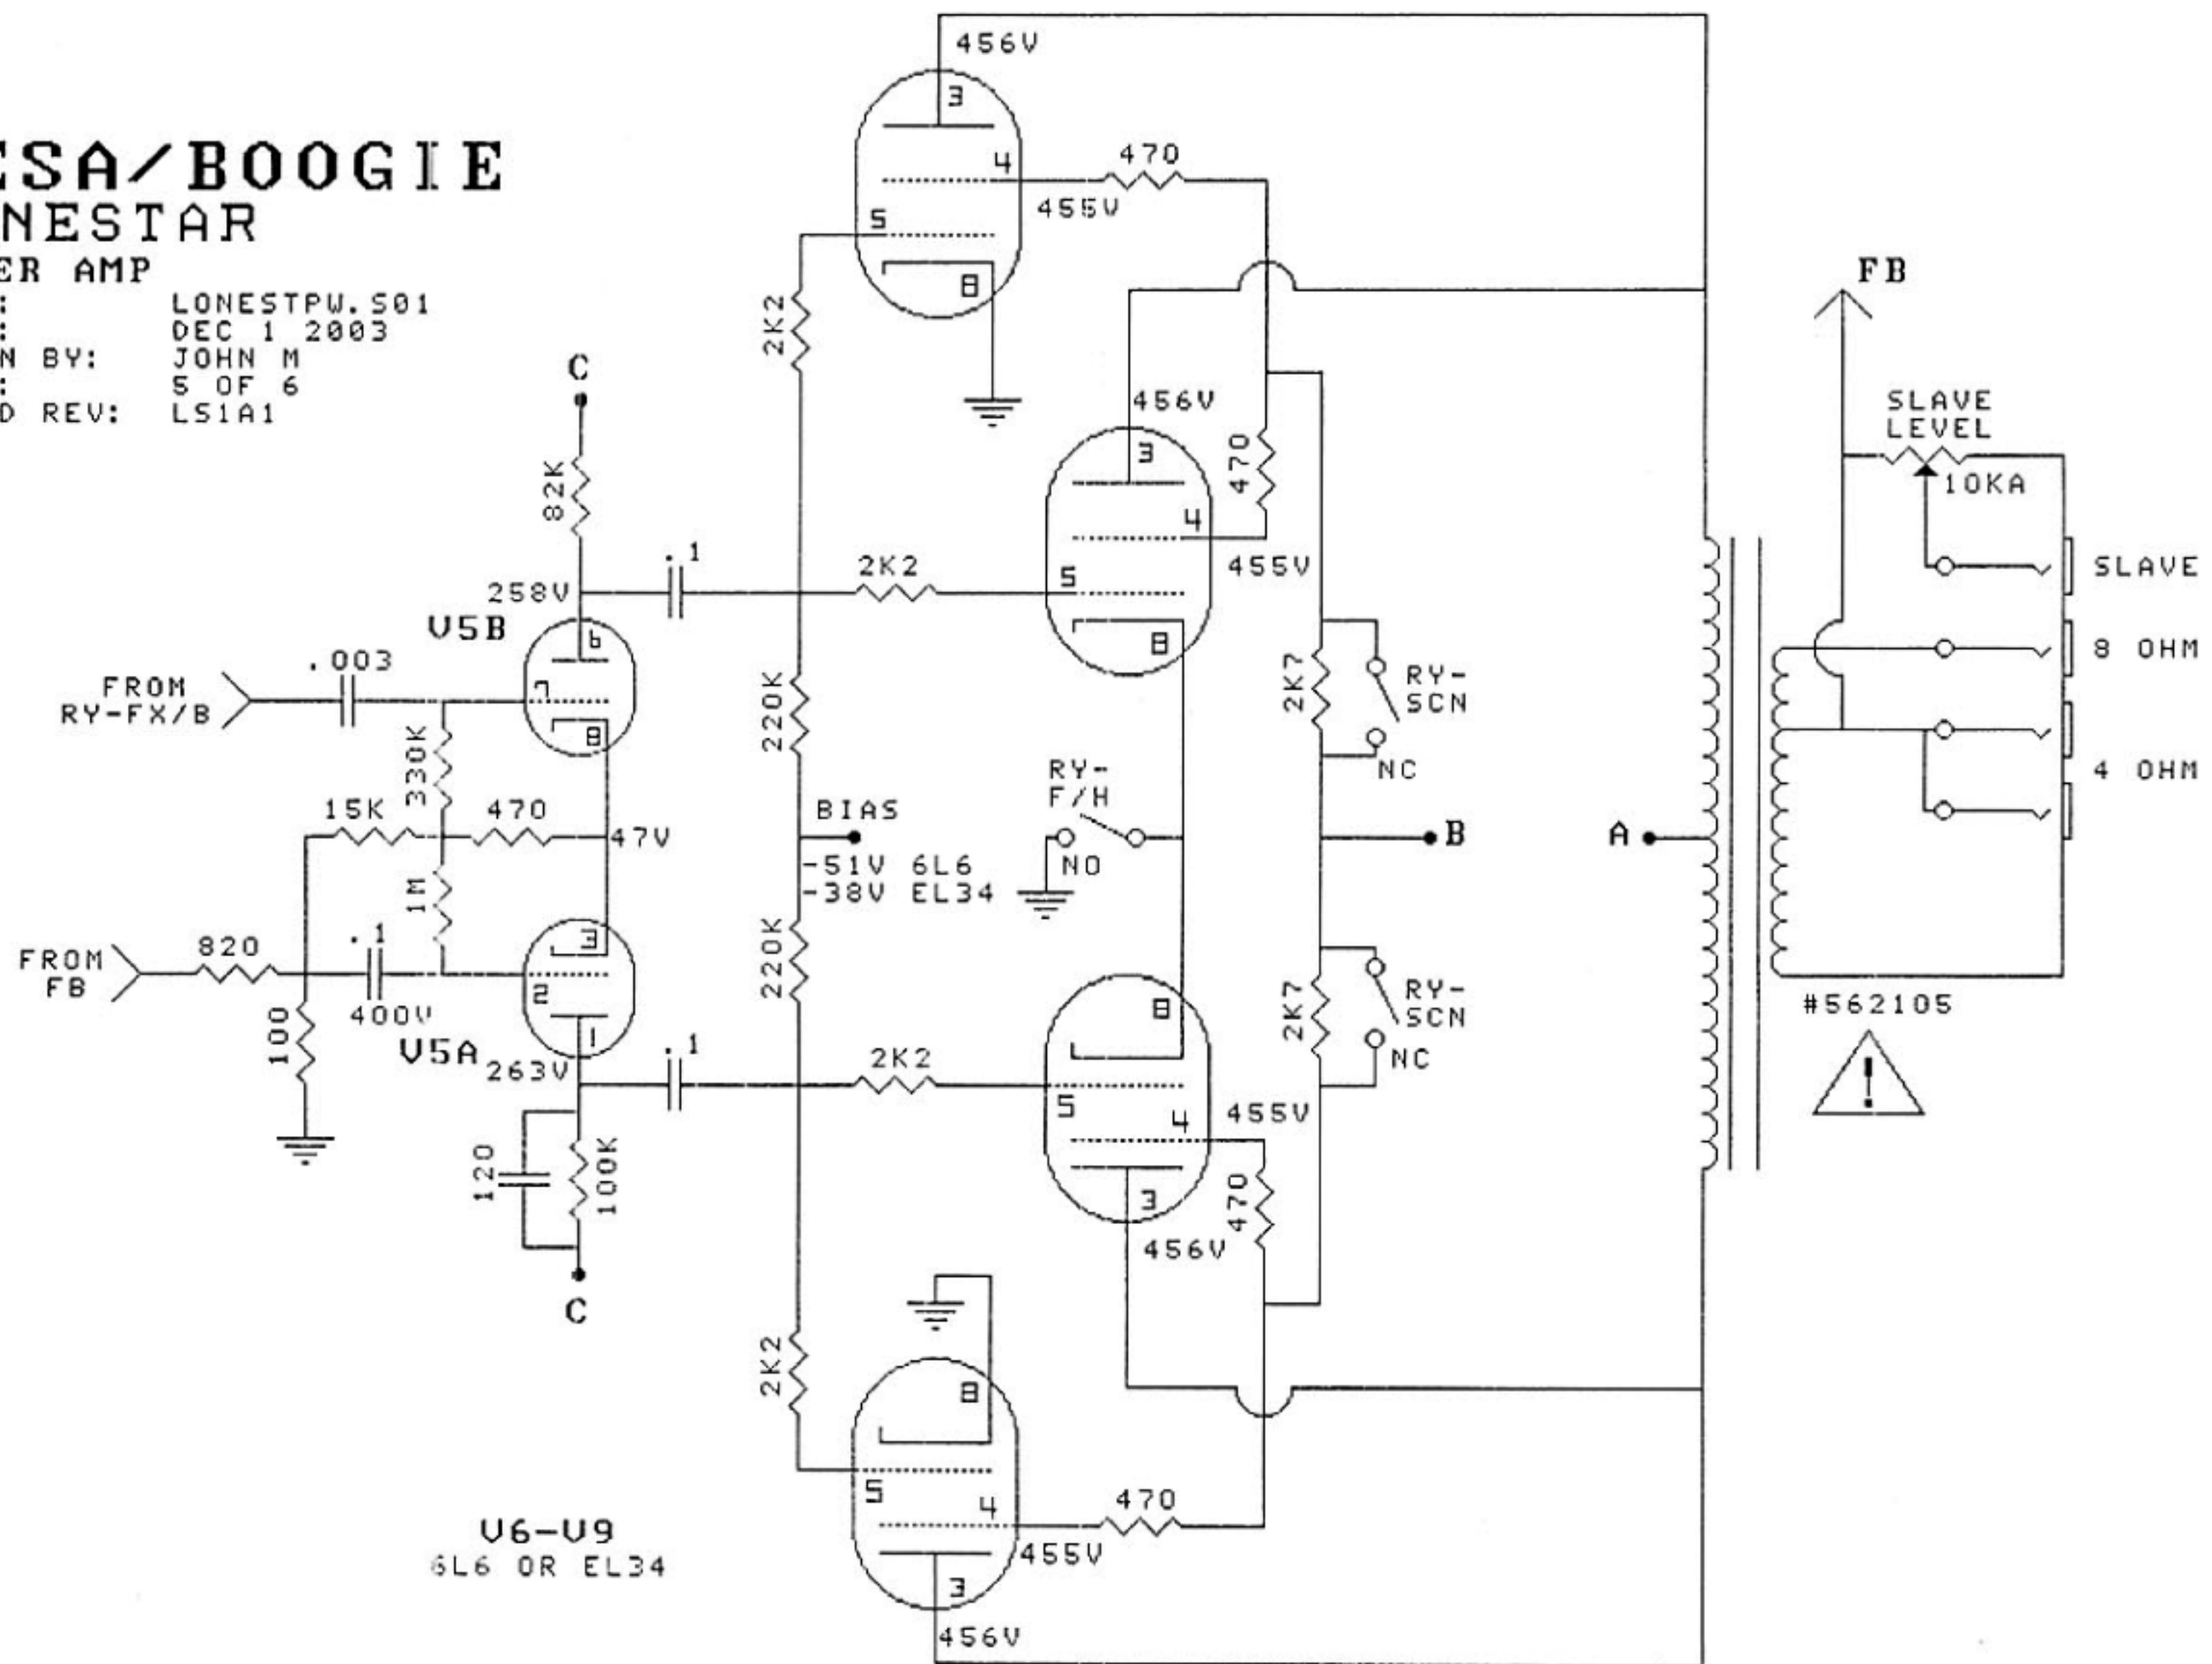 ESA/BOOGIE
NESTAR
ER AMP
: LONESTPW.S01
: DEC 1 2003
N BY: JOHN M
: 5 OF 6
D REV: LS1A1
456V
3
4
470
455V
5
8
2K2
C
82K
258V
.1
2K2
V5B
6
7
8
.003
FROM
RY-FX/B
330K
15K
470
47V
1M
FROM
FB
820
.1
400V
100
V5A
3
2
1
263V
.1
2K2
120
100K
C
220K
BIAS
-51V 6L6
-38V EL34
220K
2K2
456V
3
470
4
455V
5
8
RY-
F/H
NO
2K7
RY-
SCN
NC
B
A
2K7
RY-
SCN
NC
8
5
4
455V
3
470
456V
8
5
4
470
455V
3
456V
V6-V9
6L6 OR EL34
FB
SLAVE
LEVEL
10KA
SLAVE
8 OHM
4 OHM
#562105
!